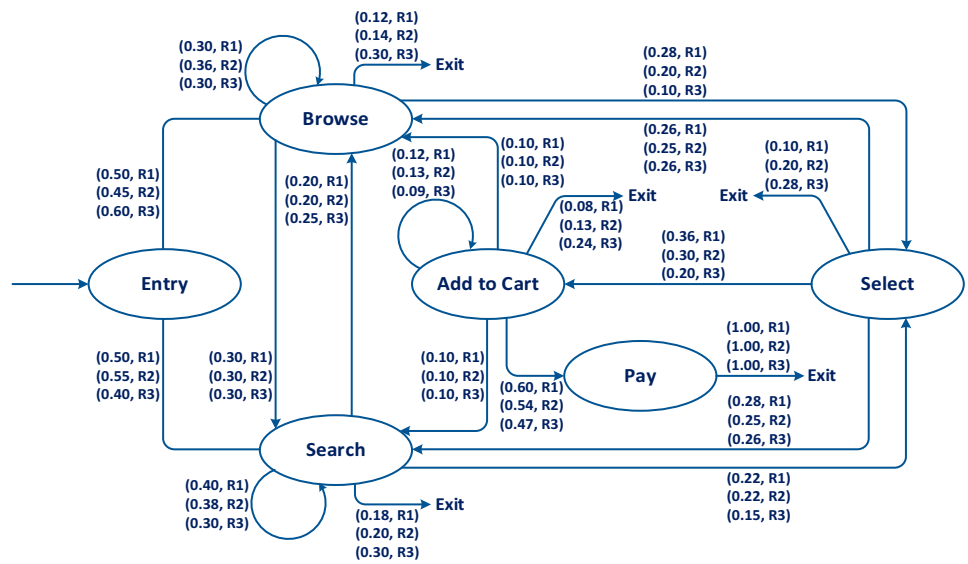 (0.12, R1)
(0.14, R2)
(0.30, R3)
Exit
(0.30, R1)
(0.36, R2)
(0.30, R3)
Browse
(0.28, R1)
(0.20, R2)
(0.10, R3)
(0.26, R1)
(0.25, R2)
(0.26, R3)
(0.10, R1)
(0.20, R2)
(0.28, R3)
Exit
(0.50, R1)
(0.45, R2)
(0.60, R3)
(0.20, R1)
(0.20, R2)
(0.25, R3)
(0.12, R1)
(0.13, R2)
(0.09, R3)
(0.10, R1)
(0.10, R2)
(0.10, R3)
Exit
(0.08, R1)
(0.13, R2)
(0.24, R3)
(0.36, R1)
(0.30, R2)
(0.20, R3)
Entry
Add to Cart
Select
(0.50, R1)
(0.55, R2)
(0.40, R3)
(0.30, R1)
(0.30, R2)
(0.30, R3)
(0.10, R1)
(0.10, R2)
(0.10, R3)
(0.60, R1)
(0.54, R2)
(0.47, R3)
Pay
(1.00, R1)
(1.00, R2)
(1.00, R3)
Exit
(0.28, R1)
(0.25, R2)
(0.26, R3)
Search
(0.40, R1)
(0.38, R2)
(0.30, R3)
Exit
(0.18, R1)
(0.20, R2)
(0.30, R3)
(0.22, R1)
(0.22, R2)
(0.15, R3)